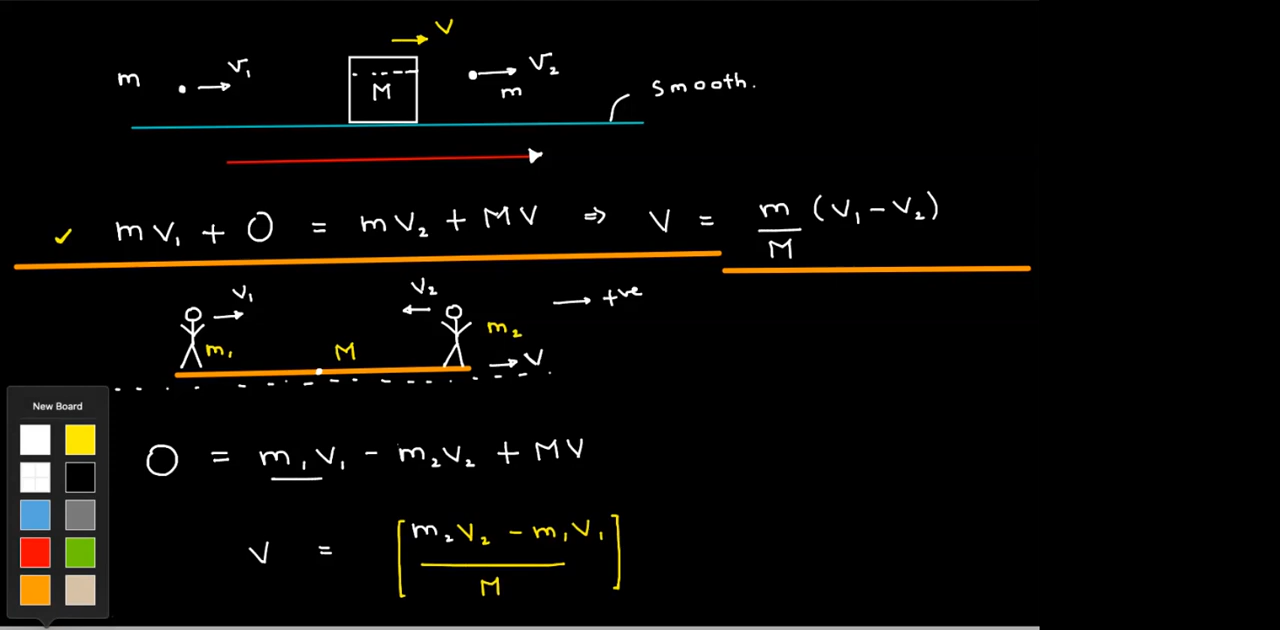 V
m V₁ M V₂ smooth.
m
mV₁ + 0 = mV₂ + MV ⇒ V = m/M (V₁ - V₂)
V₁ V₂ → +ve
m₁ M m₂
V
New Board
0 = m₁V₁ - m₂V₂ + MV
V = [m₂V₂ - m₁V₁ / M]